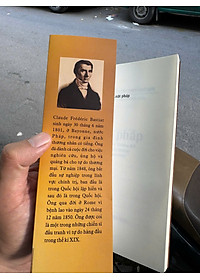 Claude Frédéric Bastiat
sinh ngày 30 tháng 6 năm
1801, ở Bayonne, nước
Pháp, trong gia đình
thương nhân có tiếng. Ông
đã dành cả cuộc đời cho việc
nghiên cứu, ủng hộ và
quảng bá cho sự do thương
mại. Từ năm 1848, ông bắt
đầu sự nghiệp trong lĩnh
vực chính trị, ban đầu là
trong Quốc hội lập hiến và
sau đó là trong Quốc hội.
Ông qua đời ở Rome vì
bệnh lao vào ngày 24 tháng
12 năm 1850. Ông được coi
là một trong những chiến sĩ
đấu tranh vì tự do hàng đầu
trong thế kỉ XIX.